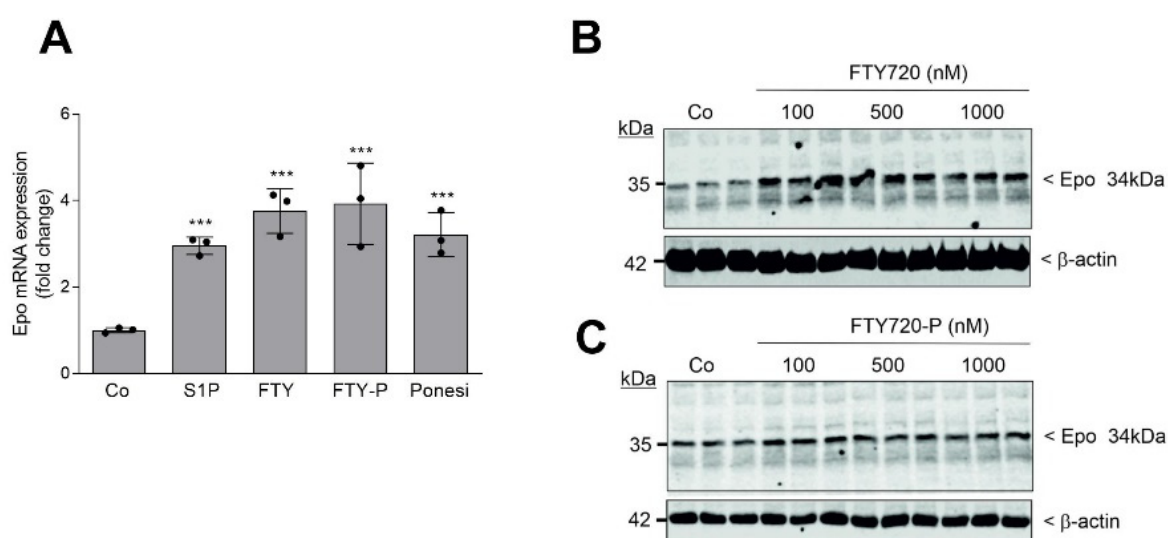 A
Epo mRNA expression
(fold change)
6
4
2
0
***
***
***
***
Co S1P FTY FTY-P Ponesi
B
FTY720 (nM)
Co 100 500 1000
kDa
35
< Epo 34kDa
42
< β-actin
C
FTY720-P (nM)
Co 100 500 1000
kDa
35
< Epo 34kDa
42
< β-actin